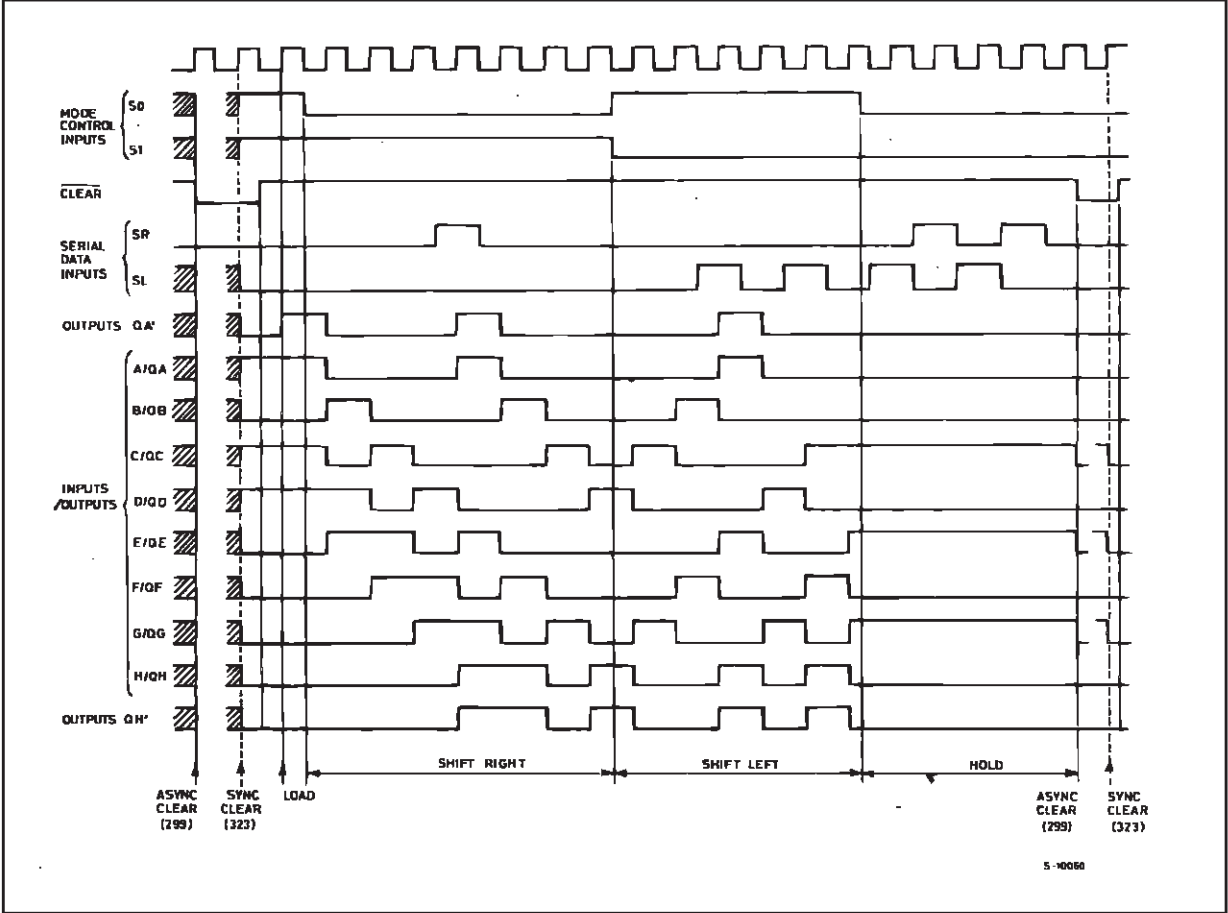 MODE CONTROL INPUTS
S0
S1
CLEAR
SERIAL DATA INPUTS
SR
SL
OUTPUTS QA'
INPUTS /OUTPUTS
A/QA
B/QB
C/QC
D/QD
E/QE
F/QF
G/QG
H/QH
OUTPUTS QH'
SHIFT RIGHT
SHIFT LEFT
HOLD
ASYNC CLEAR (299)
SYNC CLEAR (323)
LOAD
ASYNC CLEAR (299)
SYNC CLEAR (323)
S-10060